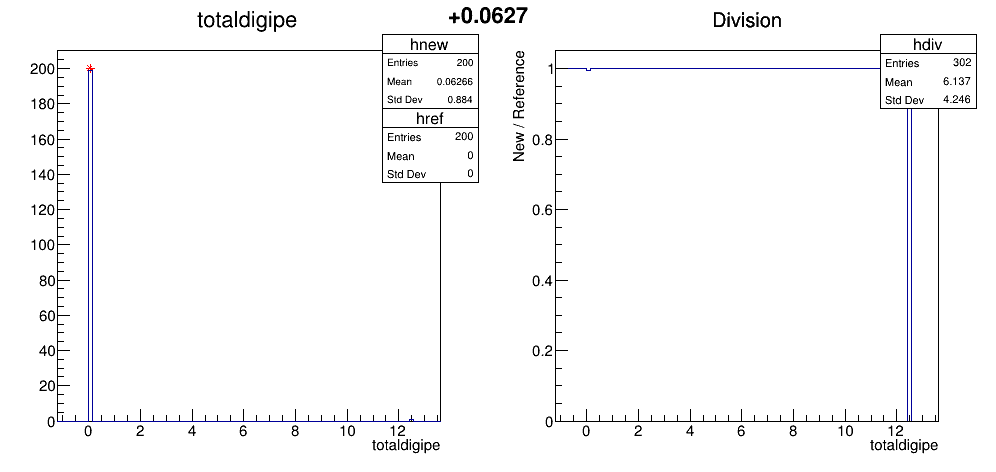 totaldigipe
+0.0627
Division
hnew
Entries 200
Mean 0.06266
Std Dev 0.884
href
Entries 200
Mean 0
Std Dev 0
200
180
160
140
120
100
80
60
40
20
0
0 2 4 6 8 10 12
totaldigipe
hdiv
Entries 302
Mean 6.137
Std Dev 4.246
New / Reference
1
0.8
0.6
0.4
0.2
0
0 2 4 6 8 10 12
totaldigipe